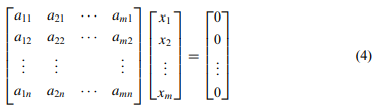 a11 a21 ⋯ am1 x1 0
a12 a22 ⋯ am2 x2 0
⋮ ⋮ ⋮ ⋮ = ⋮ (4)
a1n a2n ⋯ amn xm 0